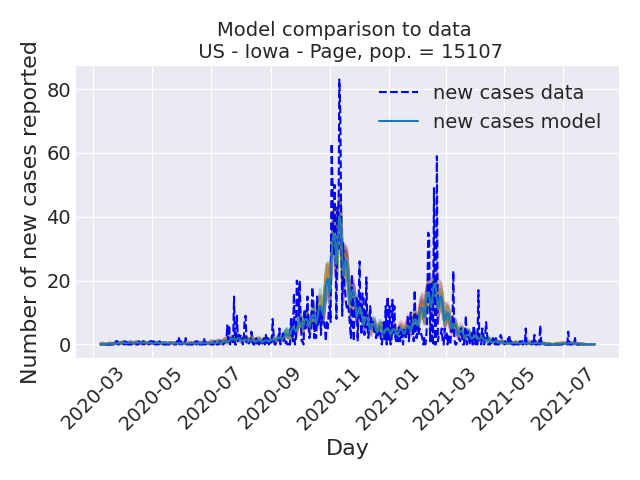 Model comparison to data
US - Iowa - Page, pop. = 15107
Number of new cases reported
80
60
40
20
0
new cases data
new cases model
2020-03
2020-05
2020-07
2020-09
2020-11
2021-01
2021-03
2021-05
2021-07
Day